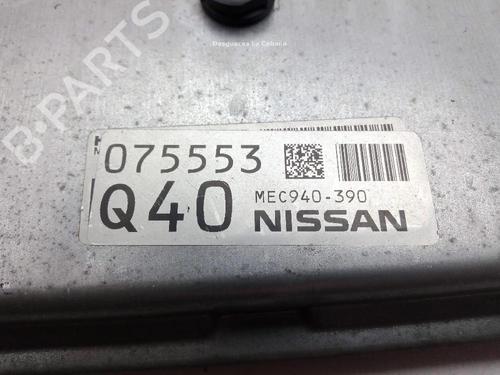 Desguaces La Cabaña
B-PARTS
N
075553
Q40
MEC940-390
NISSAN